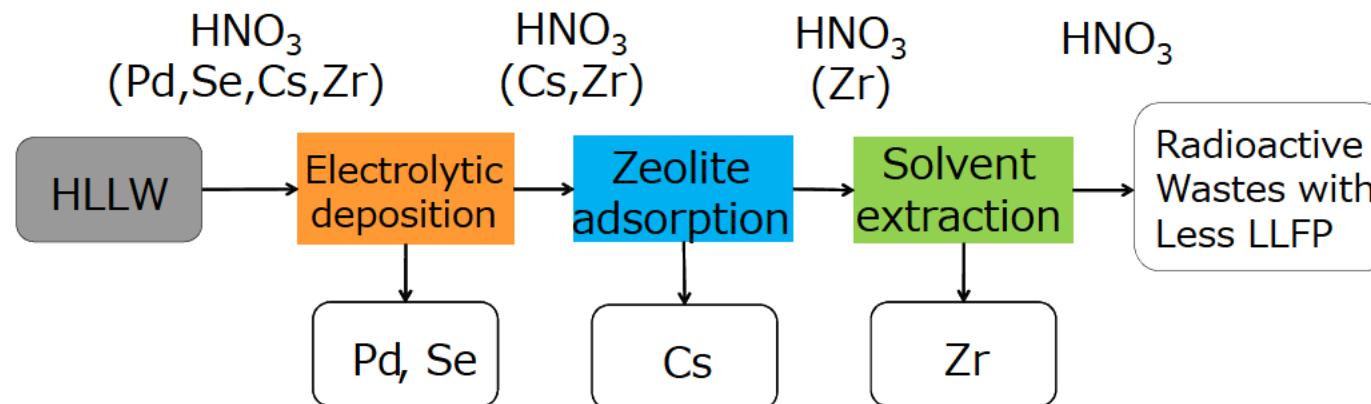 HNO₃
(Pd,Se,Cs,Zr)
HNO₃
(Cs,Zr)
HNO₃
(Zr)
HNO₃
HLLW
Electrolytic
deposition
Zeolite
adsorption
Solvent
extraction
Radioactive
Wastes with
Less LLFP
Pd, Se
Cs
Zr